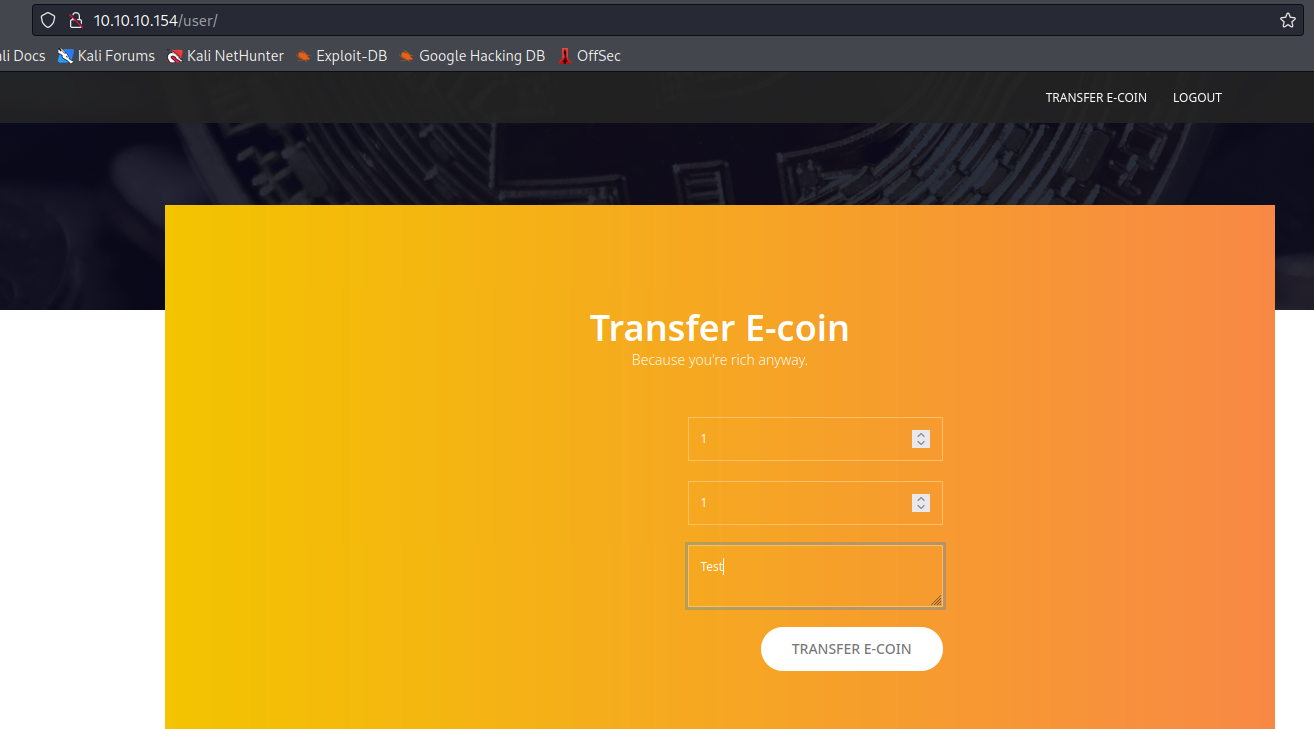 10.10.10.154/user/
li Docs Kali Forums Kali NetHunter Exploit-DB Google Hacking DB OffSec
TRANSFER E-COIN LOGOUT
Transfer E-coin
Because you're rich anyway.
1
1
Test
TRANSFER E-COIN